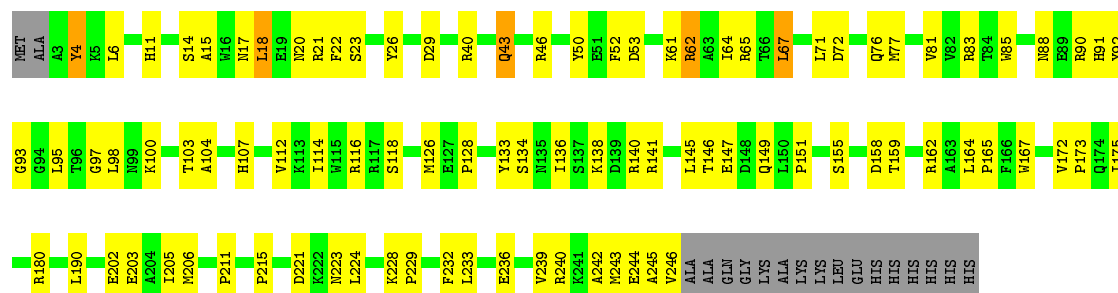 MET ALA A3 Y4 K5 L6 H11 S14 A15 W16 N17 L18 E19 N20 R21 F22 S23 Y26 D29 R40 Q43 R46 Y50 E51 F52 D53 K61 R62 A63 I64 R65 T66 L67 L71 D72 Q76 M77 V81 V82 R83 T84 W85 N88 E89 R90 H91 Y92
G93 G94 L95 T96 G97 L98 N99 K100 T103 A104 H107 V112 K113 I114 W115 R116 R117 S118 M126 E127 P128 Y133 S134 N135 I136 S137 K138 D139 R140 R141 L145 T146 E147 D148 Q149 L150 P151 S155 D158 T159 R162 A163 L164 P165 F166 W167 V172 P173 Q174 I175
R180 L190 E202 E203 A204 I205 M206 P211 P215 D221 K222 N223 L224 K228 P229 F232 L233 E236 V239 R240 K241 A242 M243 E244 A245 V246 ALA ALA GLN GLY LYS ALA LYS LYS LEU GLU HIS HIS HIS HIS HIS HIS